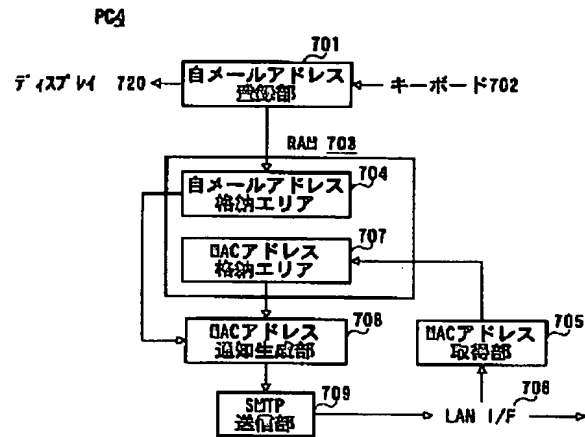 PC4
701
自メールアドレス
登録部
ディスプレイ 720
キーボード702
RAM 703
704
自メールアドレス
格納エリア
707
MACアドレス
格納エリア
708
MACアドレス
通知生成部
705
MACアドレス
取得部
709
SMTP
送信部
706
LAN I/F